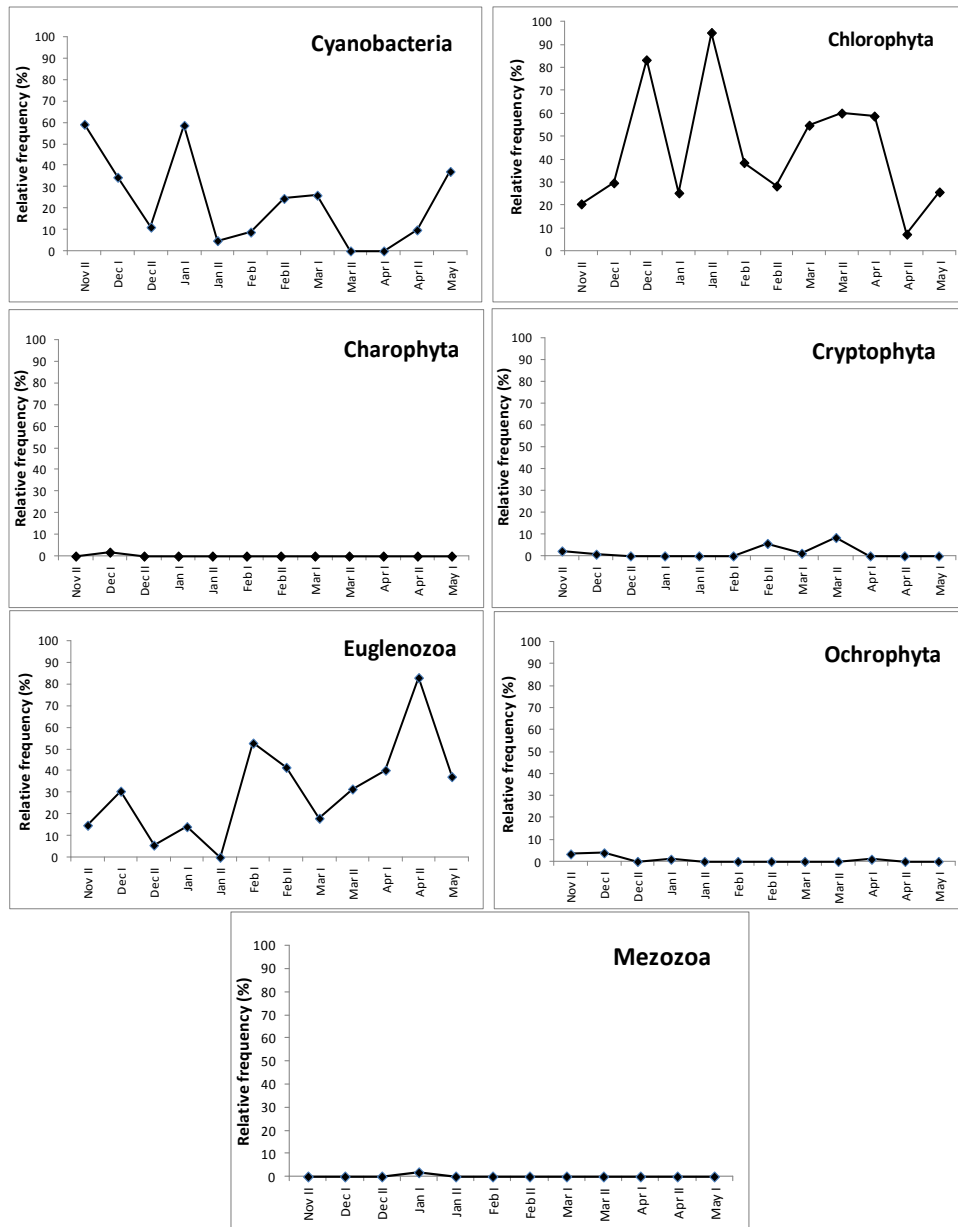 Cyanobacteria
Relative frequency (%)
100
90
80
70
60
50
40
30
20
10
0
Nov II
Dec I
Dec II
Jan I
Jan II
Feb I
Feb II
Mar I
Mar II
Apr I
Apr II
May I
Chlorophyta
Relative frequency (%)
100
90
80
70
60
50
40
30
20
10
0
Nov II
Dec I
Dec II
Jan I
Jan II
Feb I
Feb II
Mar I
Mar II
Apr I
Apr II
May I
Charophyta
Relative frequency (%)
100
90
80
70
60
50
40
30
20
10
0
Nov II
Dec I
Dec II
Jan I
Jan II
Feb I
Feb II
Mar I
Mar II
Apr I
Apr II
May I
Cryptophyta
Relative frequency (%)
100
90
80
70
60
50
40
30
20
10
0
Nov II
Dec I
Dec II
Jan I
Jan II
Feb I
Feb II
Mar I
Mar II
Apr I
Apr II
May I
Euglenozoa
Relative frequency (%)
100
90
80
70
60
50
40
30
20
10
0
Nov II
Dec I
Dec II
Jan I
Jan II
Feb I
Feb II
Mar I
Mar II
Apr I
Apr II
May I
Ochrophyta
Relative frequency (%)
100
90
80
70
60
50
40
30
20
10
0
Nov II
Dec I
Dec II
Jan I
Jan II
Feb I
Feb II
Mar I
Mar II
Apr I
Apr II
May I
Mezozoa
Relative frequency (%)
100
90
80
70
60
50
40
30
20
10
0
Nov II
Dec I
Dec II
Jan I
Jan II
Feb I
Feb II
Mar I
Mar II
Apr I
Apr II
May I